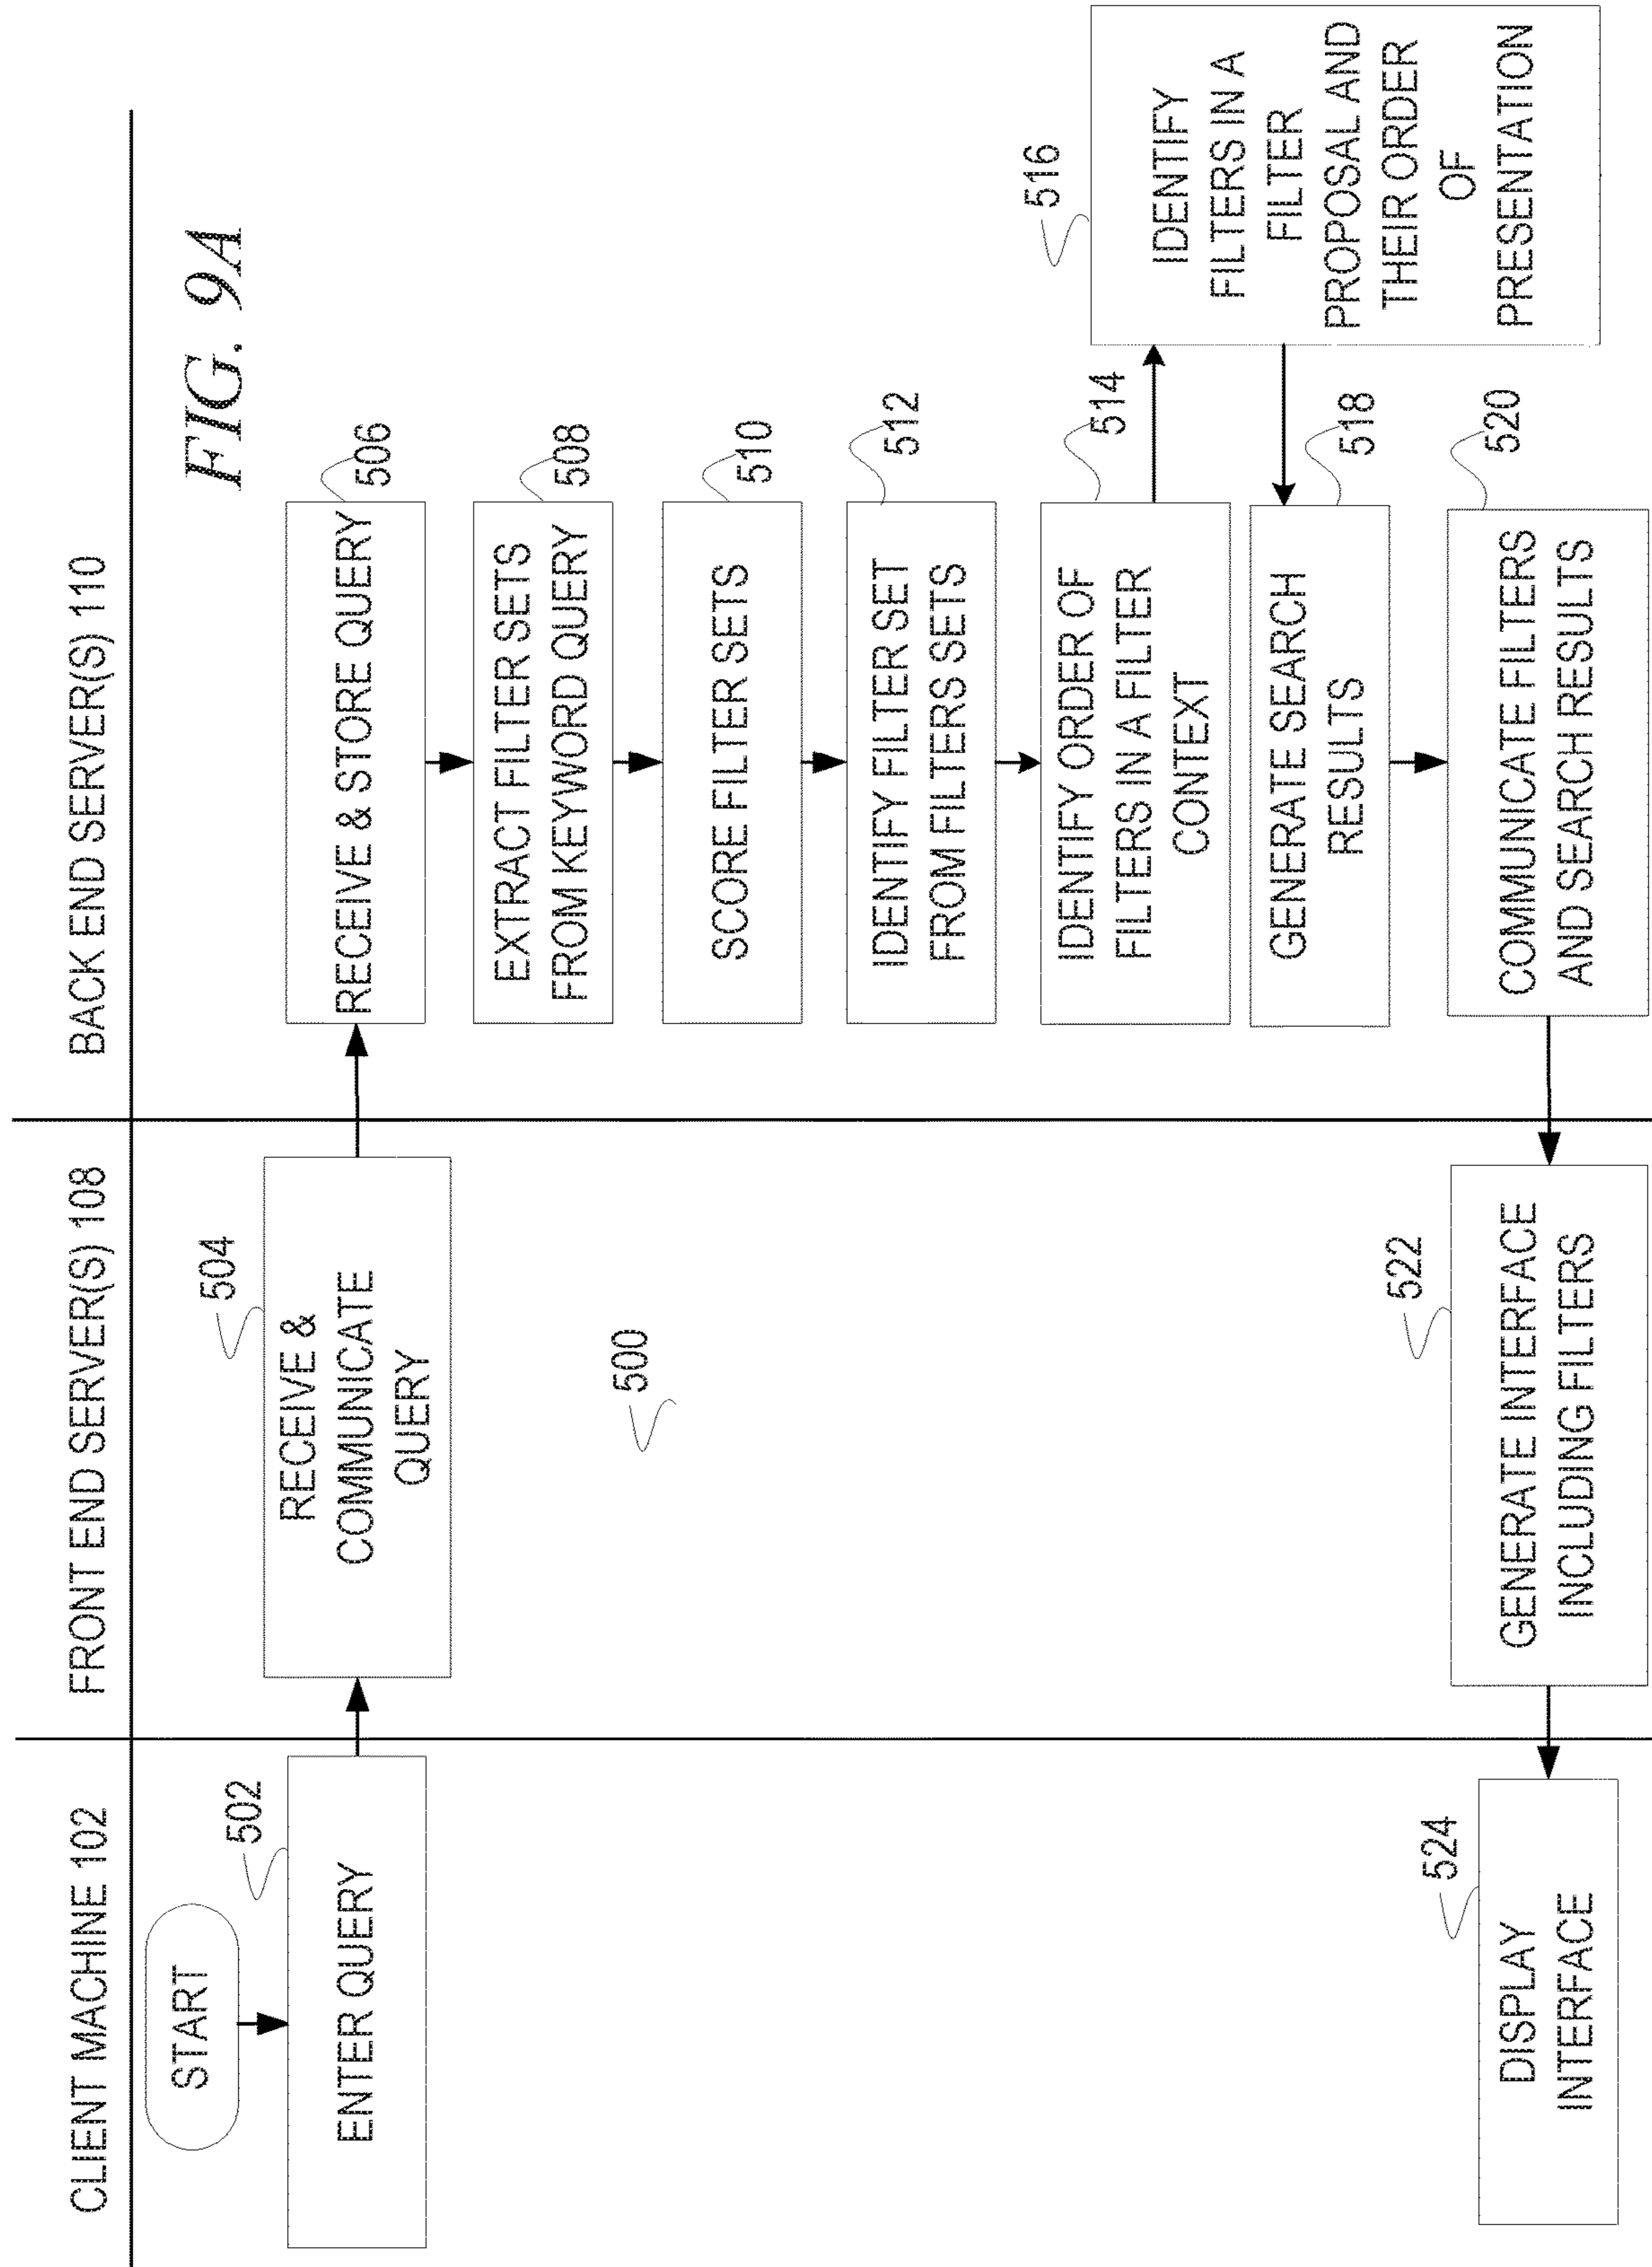 CLIENT MACHINE 102
FRONT END SERVER(S) 108
BACK END SERVER(S) 110
FIG. 9A
START
502
ENTER QUERY
504
RECEIVE &
COMMUNICATE
QUERY
506
RECEIVE & STORE QUERY
508
EXTRACT FILTER SETS
FROM KEYWORD QUERY
510
SCORE FILTER SETS
512
IDENTIFY FILTER SET
FROM FILTERS SETS
514
IDENTIFY ORDER OF
FILTERS IN A FILTER
CONTEXT
516
IDENTIFY
FILTERS IN A
FILTER
PROPOSAL AND
THEIR ORDER
OF
PRESENTATION
518
GENERATE SEARCH
RESULTS
520
COMMUNICATE FILTERS
AND SEARCH RESULTS
500
522
GENERATE INTERFACE
INCLUDING FILTERS
524
DISPLAY
INTERFACE